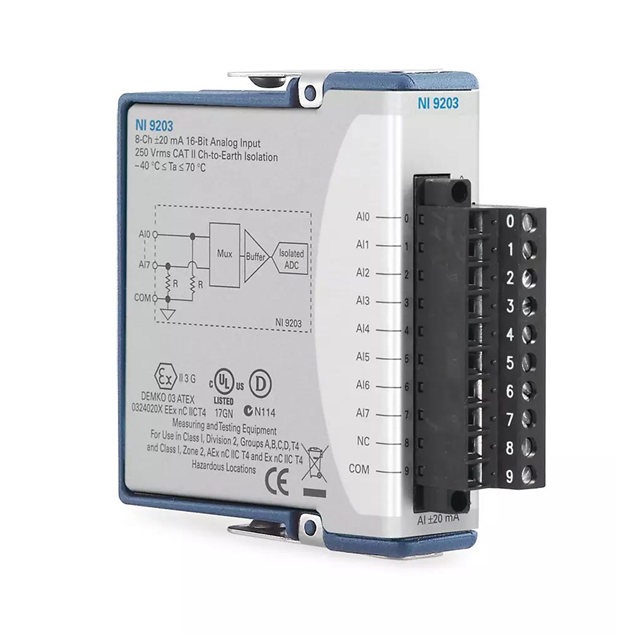 NI 9203
8-Ch ±20 mA 16-Bit Analog Input
250 Vrms CAT II Ch-to-Earth Isolation
–40 °C ≤ Ta ≤ 70 °C
AI0
AI7
COM
R
R
Mux
Buffer
Isolated
ADC
NI 9203
Ex II 3 G
DEMKO 03 ATEX
0324020X EEx nC IICT4
c UL us
LISTED
17GN
D
N114
Measuring and Testing Equipment
For Use in Class I, Division 2, Groups A,B,C,D,T4
and Class I, Zone 2, AEx nC IIC T4 and Ex nC IIC T4
Hazardous Locations
CE
NI 9203
AI0 0 0
AI1 1 1
AI2 2 2
AI3 3 3
AI4 4 4
AI5 5 5
AI6 6 6
AI7 7 7
NC 8 8
COM 9 9
AI ±20 mA